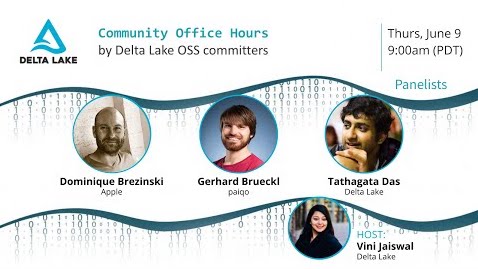 DELTA LAKE
Community Office Hours
by Delta Lake OSS committers
Thurs, June 9
9:00am (PDT)
Panelists
Dominique Brezinski
Apple
Gerhard Brueckl
paiqo
Tathagata Das
Delta Lake
HOST:
Vini Jaiswal
Delta Lake